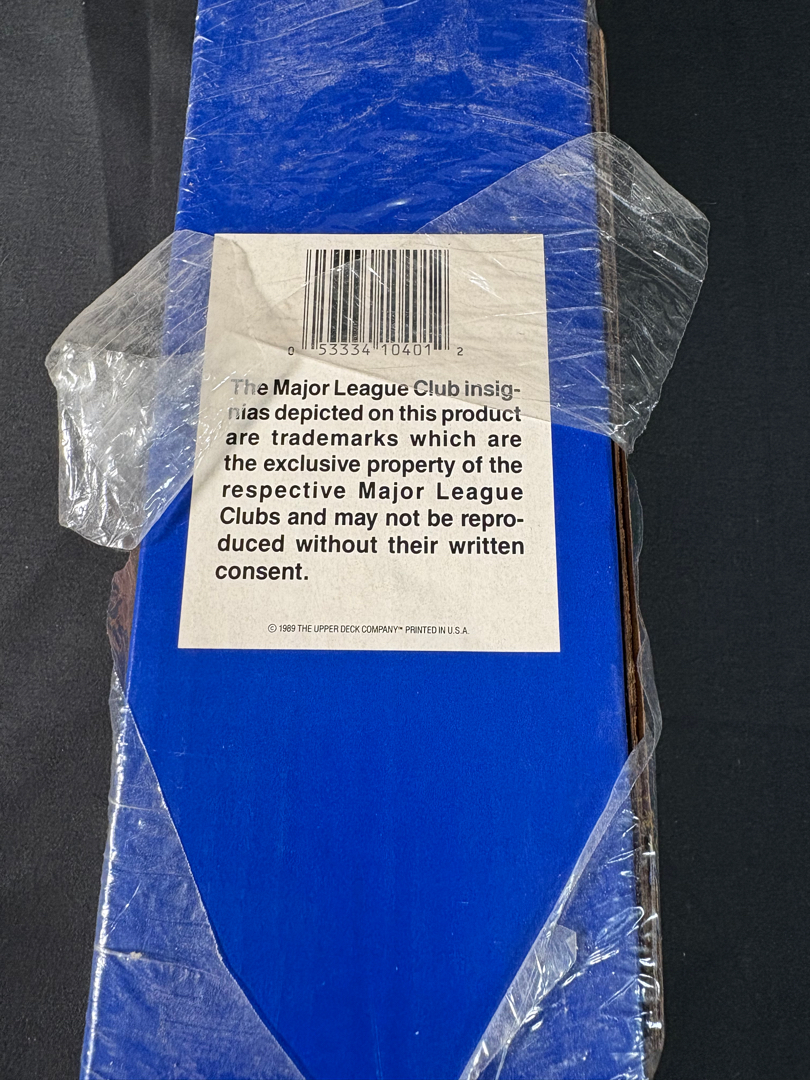 0 53334 10401 2
The Major League Club insig-
nias depicted on this product
are trademarks which are
the exclusive property of the
respective Major League
Clubs and may not be repro-
duced without their written
consent.
© 1989 THE UPPER DECK COMPANY™ PRINTED IN U.S.A.